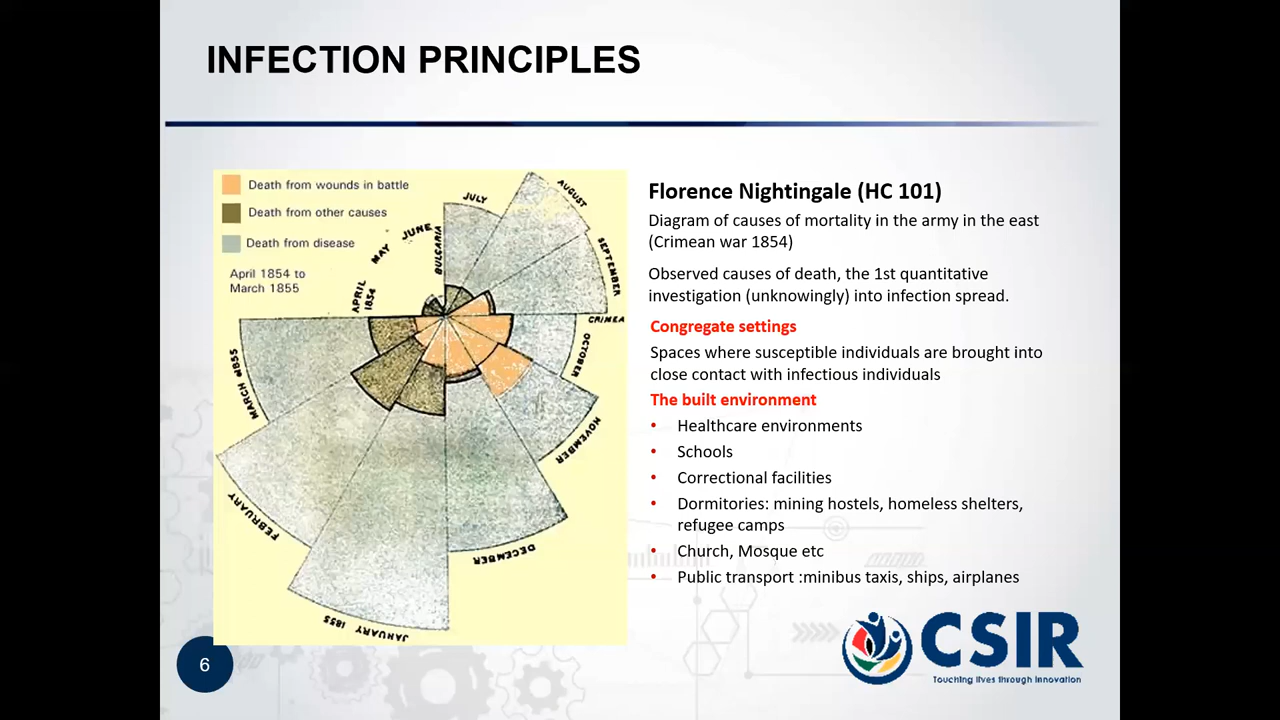 INFECTION PRINCIPLES
Death from wounds in battle
Death from other causes
Death from disease
April 1854 to
March 1855
APRIL
1854
MAY
JUNE
BULGARIA
JULY
AUGUST
SEPTEMBER
CRIMEA
OCTOBER
NOVEMBER
DECEMBER
JANUARY 1855
FEBRUARY
MARCH 1855
Florence Nightingale (HC 101)
Diagram of causes of mortality in the army in the east
(Crimean war 1854)
Observed causes of death, the 1st quantitative
investigation (unknowingly) into infection spread.
Congregate settings
Spaces where susceptible individuals are brought into
close contact with infectious individuals
The built environment
• Healthcare environments
• Schools
• Correctional facilities
• Dormitories: mining hostels, homeless shelters,
refugee camps
• Church, Mosque etc
• Public transport :minibus taxis, ships, airplanes
6
CSIR
Touching lives through innovation